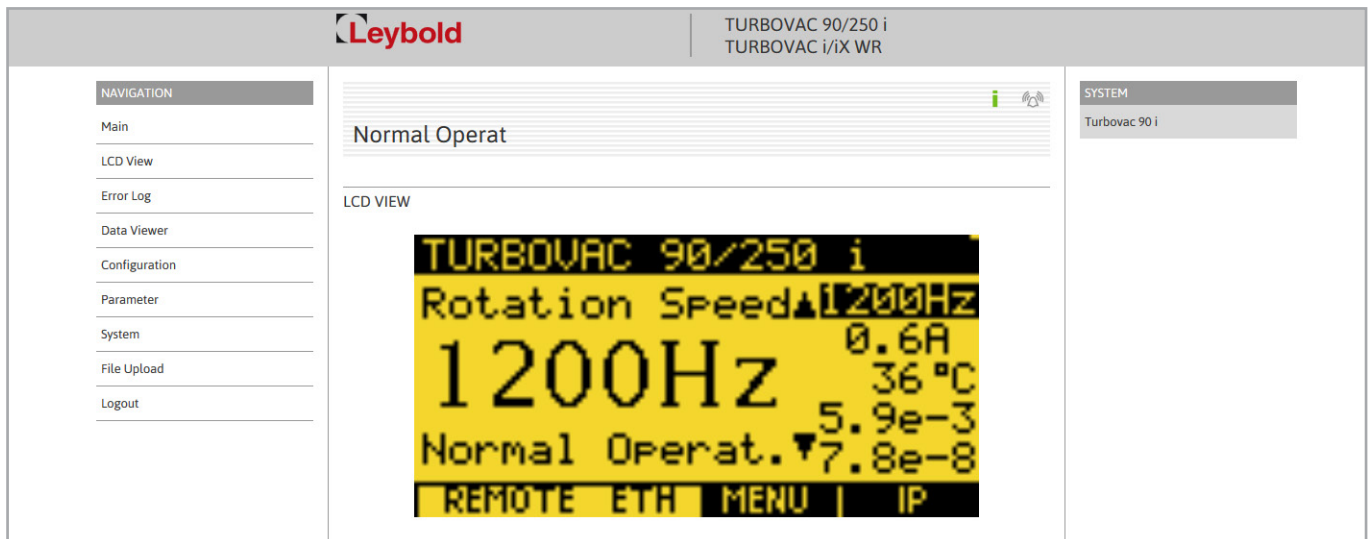 Leybold
TURBOVAC 90/250 i
TURBOVAC i/iX WR
NAVIGATION
Main
LCD View
Error Log
Data Viewer
Configuration
Parameter
System
File Upload
Logout
i
Normal Operat
LCD VIEW
TURBOVAC 90/250 i
Rotation Speed▲1200Hz
1200Hz
0.6A
36°C
5.9e-3
Normal Operat.▼7.8e-8
REMOTE ETH MENU | IP
SYSTEM
Turbovac 90 i